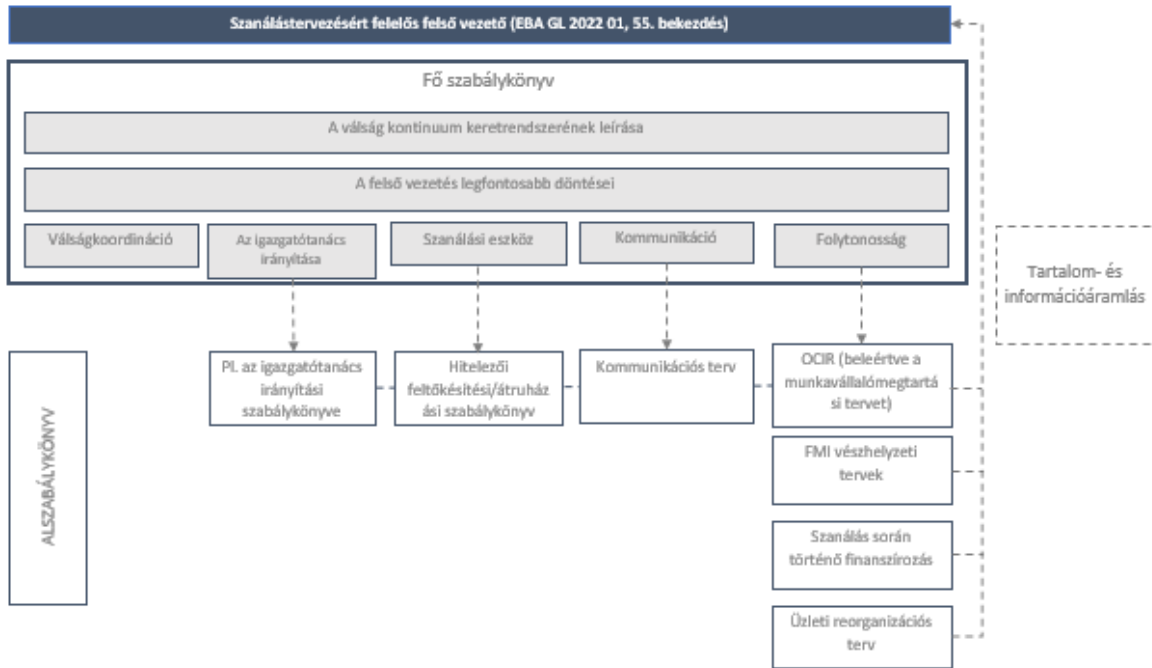 Szanálástervezésért felelős felső vezető (EBA GL 2022 01, 55. bekezdés)
Fő szabálykönyv
A válság kontinuum keretrendszerének leírása
A felső vezetés legfontosabb döntései
Válságkoordináció
Az igazgatótanács
irányítása
Szanálási eszköz
Kommunikáció
Folytonosság
Tartalom- és
információáramlás
ALSZABÁLYKÖNYV
Pl. az igazgatótanács
irányítási
szabálykönyve
Hitelezői
feltőkésítési/átruház
ási szabálykönyv
Kommunikációs terv
OCIR (beleértve a
munkavállalómegtartá
si tervet)
FMI vészhelyzeti
tervek
Szanálás során
történő finanszírozás
Üzleti reorganizációs
terv